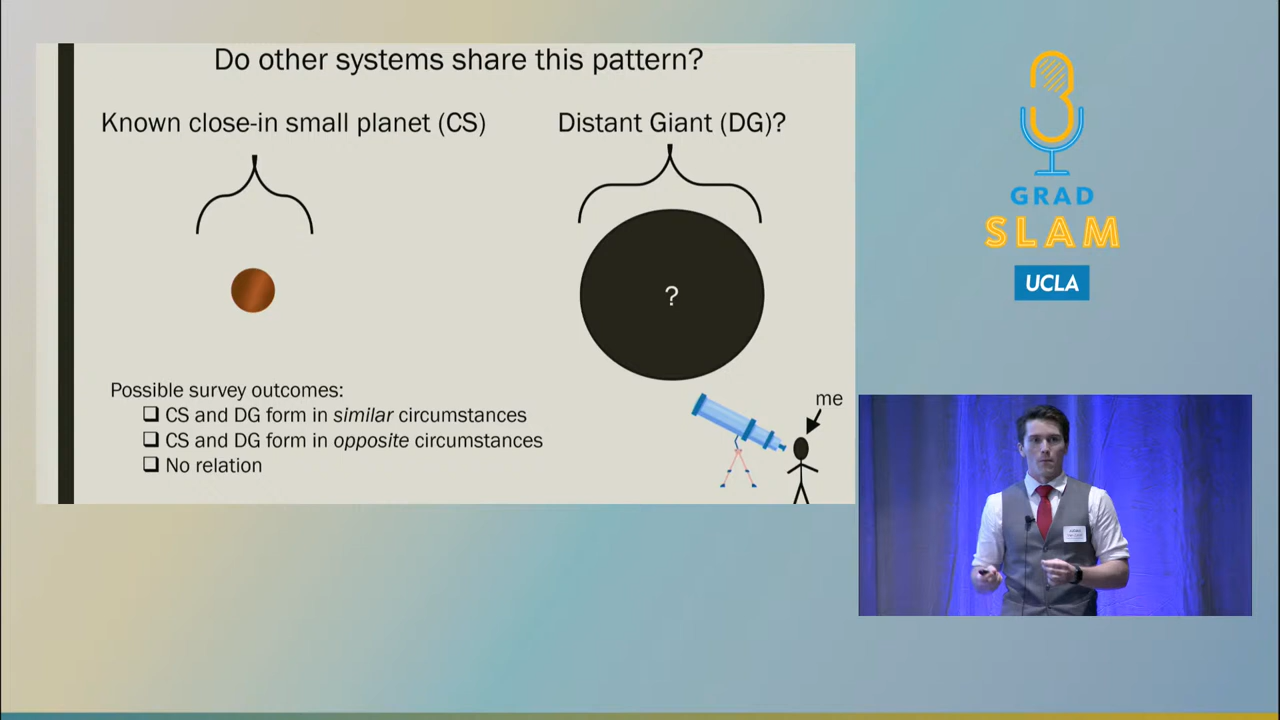 Do other systems share this pattern?
Known close-in small planet (CS)
Distant Giant (DG)?
?
Possible survey outcomes:
❑ CS and DG form in similar circumstances
❑ CS and DG form in opposite circumstances
❑ No relation
me
GRAD
SLAM
UCLA